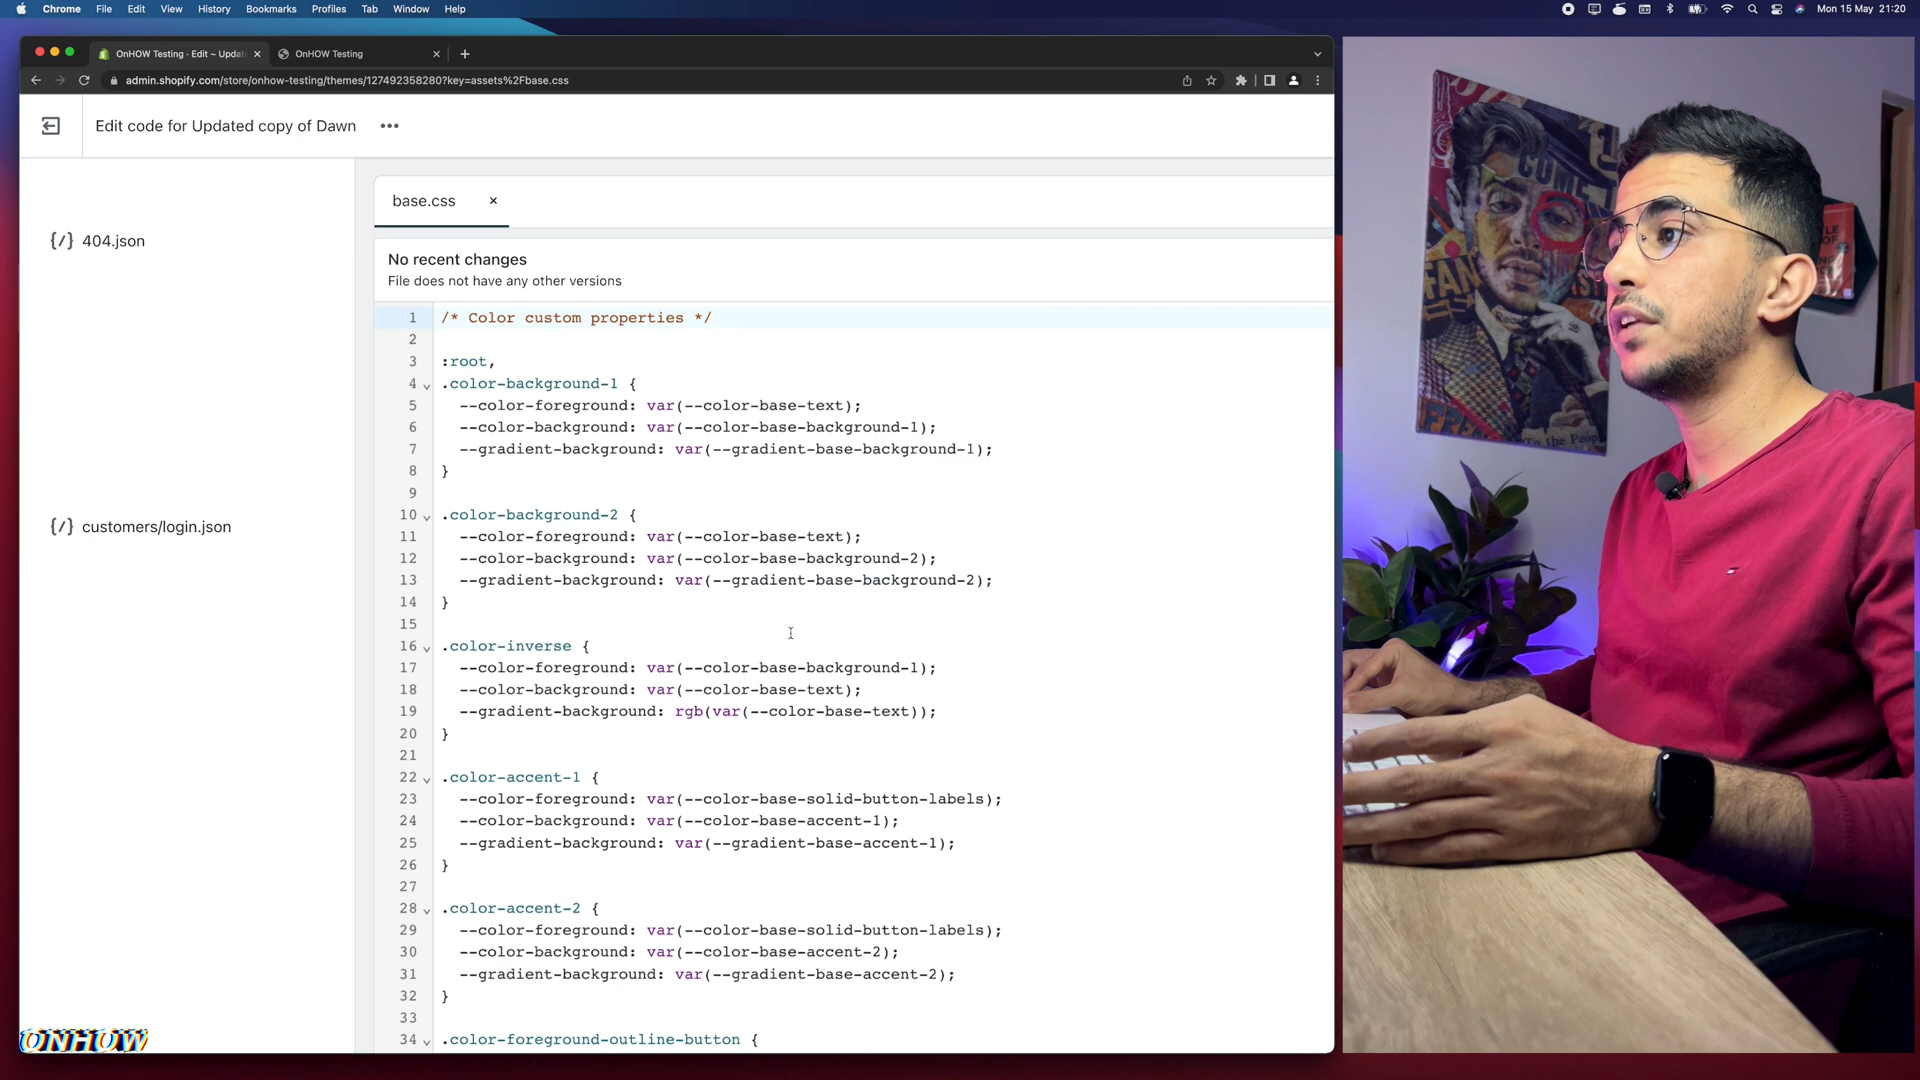 Chrome File Edit View History Bookmarks Profiles Tab Window Help Mon 15 May 21:20
OnHOW Testing · Edit ~ Updat
OnHOW Testing
admin.shopify.com/store/onhow-testing/themes/127492358280?key=assets%2Fbase.css
Edit code for Updated copy of Dawn •••
{/} 404.json
{/} customers/login.json
base.css ×
No recent changes
File does not have any other versions
1 /* Color custom properties */
2
3 :root,
4 .color-background-1 {
5 --color-foreground: var(--color-base-text);
6 --color-background: var(--color-base-background-1);
7 --gradient-background: var(--gradient-base-background-1);
8 }
9
10 .color-background-2 {
11 --color-foreground: var(--color-base-text);
12 --color-background: var(--color-base-background-2);
13 --gradient-background: var(--gradient-base-background-2);
14 }
15
16 .color-inverse {
17 --color-foreground: var(--color-base-background-1);
18 --color-background: var(--color-base-text);
19 --gradient-background: rgb(var(--color-base-text));
20 }
21
22 .color-accent-1 {
23 --color-foreground: var(--color-base-solid-button-labels);
24 --color-background: var(--color-base-accent-1);
25 --gradient-background: var(--gradient-base-accent-1);
26 }
27
28 .color-accent-2 {
29 --color-foreground: var(--color-base-solid-button-labels);
30 --color-background: var(--color-base-accent-2);
31 --gradient-background: var(--gradient-base-accent-2);
32 }
33
34 .color-foreground-outline-button {
ONHOW
COME
FAN
To the People